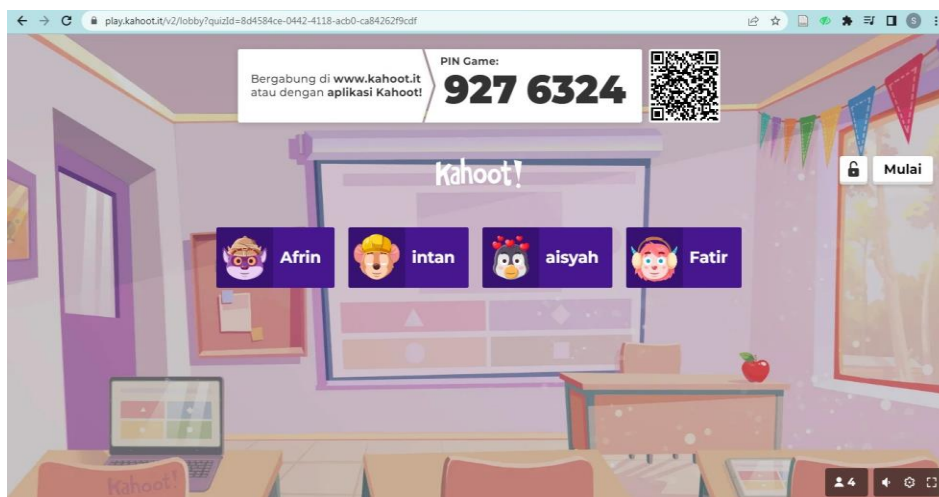 play.kahoot.it/v2/lobby?quizId=8d4584ce-0442-4118-acb0-ca84262f9cdf
S
Bergabung di www.kahoot.it
atau dengan aplikasi Kahoot!
PIN Game:
927 6324
Kahoot!
Mulai
Afrin
intan
aisyah
Fatir
Kahoot!
4